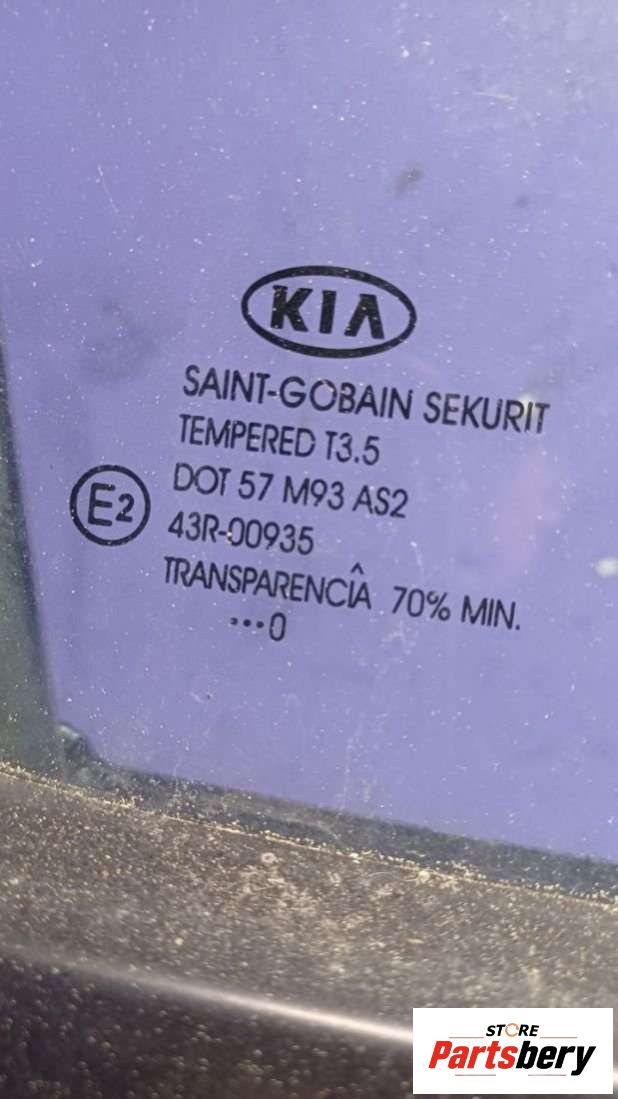 KIA
SAINT-GOBAIN SEKURIT
TEMPERED T3.5
DOT 57 M93 AS2
E2
43R-00935
TRANSPARENCIÂ 70% MIN.
•••0
STORE
Partsbery